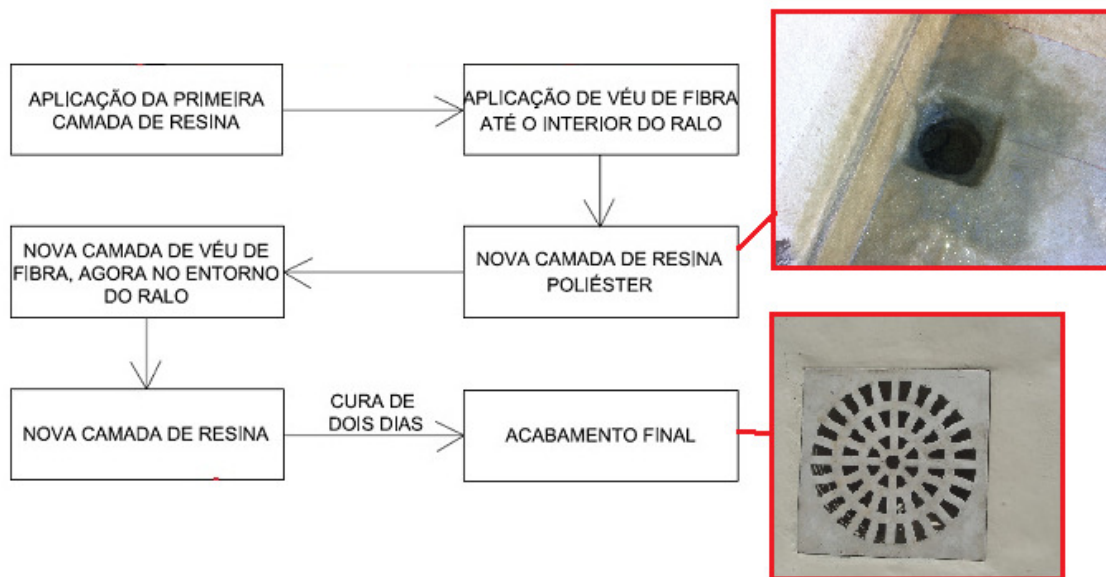 APLICAÇÃO DA PRIMEIRA
CAMADA DE RESINA
APLICAÇÃO DE VÉU DE FIBRA
ATÉ O INTERIOR DO RALO
NOVA CAMADA DE RESINA
POLIÉSTER
NOVA CAMADA DE VÉU DE
FIBRA, AGORA NO ENTORNO
DO RALO
NOVA CAMADA DE RESINA
CURA DE
DOIS DIAS
ACABAMENTO FINAL